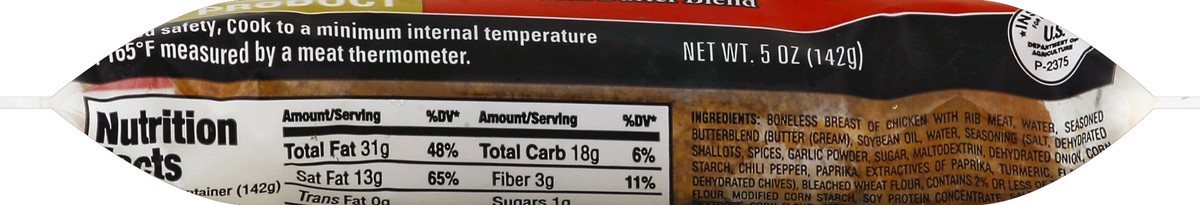 PRODUCT
Butter Blend
safety, Cook to a minimum internal temperature
165°F measured by a meat thermometer.
NET WT. 5 OZ (142g)
U.S.
DEPARTMENT OF
AGRICULTURE
P-2375
Nutrition
Amount/Serving %DV* Amount/Serving %DV*
Total Fat 31g 48% Total Carb 18g 6%
Sat Fat 13g 65% Fiber 3g 11%
Trans Fat 0g Sugars 1g
(142g)
INGREDIENTS: BONELESS BREAST OF CHICKEN WITH RIB MEAT, WATER, SEASONED
BUTTERBLEND (BUTTER (CREAM), SOYBEAN OIL, WATER, SEASONING (SALT, DEHYDRATED
SHALLOTS, SPICES, GARLIC POWDER, SUGAR, MALTODEXTRIN, DEHYDRATED ONION, CORN
STARCH, CHILI PEPPER, PAPRIKA, EXTRACTIVES OF PAPRIKA, TURMERIC,
DEHYDRATED CHIVES), BLEACHED WHEAT FLOUR, CONTAINS 2% OR LESS OF
FLOUR, MODIFIED CORN STARCH, SOY PROTEIN CONCENTRATE,